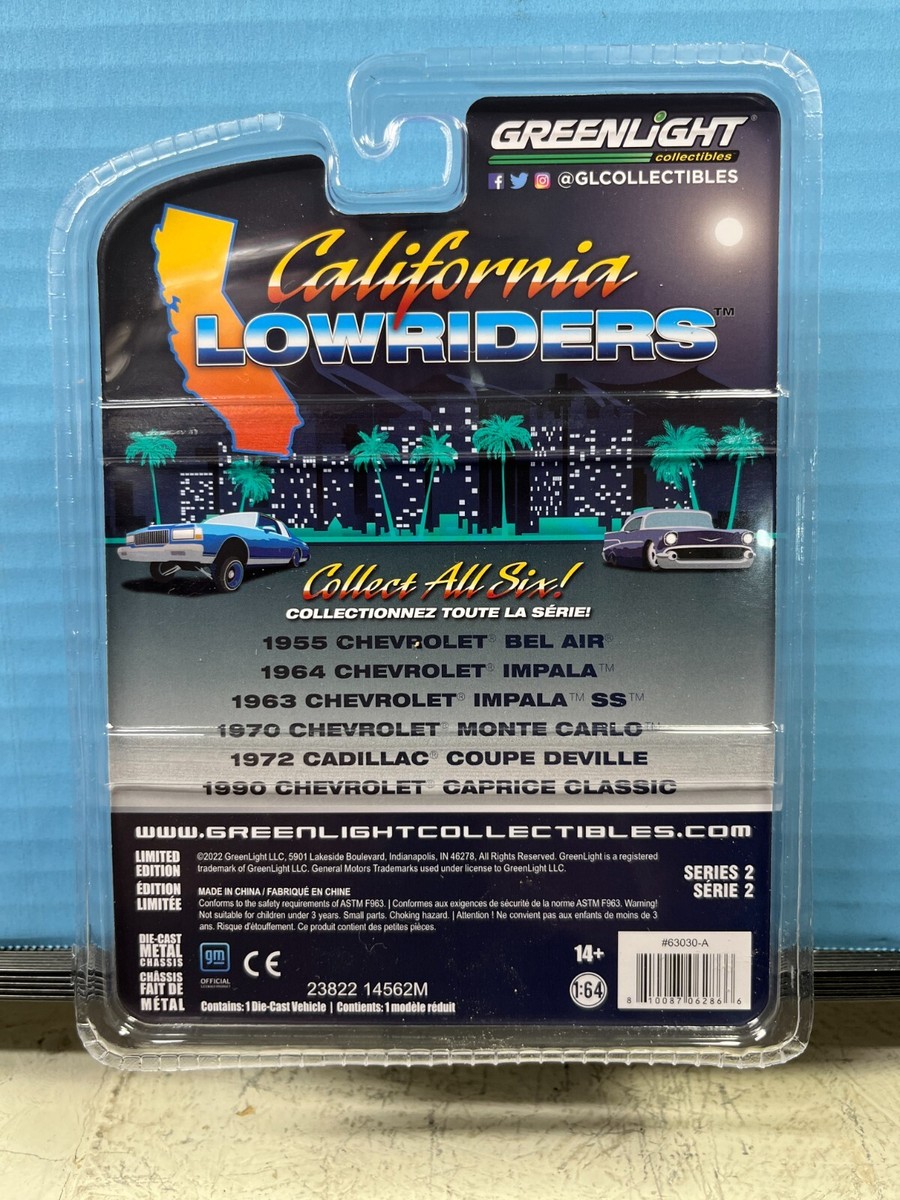 GREENLiGHT®
collectibles
@GLCOLLECTIBLES
California
LOWRIDERS™
Collect All Six!
COLLECTIONNEZ TOUTE LA SÉRIE!
1955 CHEVROLET® BEL AIR®
1964 CHEVROLET® IMPALA™
1963 CHEVROLET® IMPALA™ SS™
1970 CHEVROLET® MONTE CARLO™
1972 CADILLAC® COUPE DEVILLE
1990 CHEVROLET® CAPRICE CLASSIC
www.GREENLIGHTCOLLECTIBLES.com
LIMITED
EDITION
©2022 GreenLight LLC, 5901 Lakeside Boulevard, Indianapolis, IN 46278, All Rights Reserved. GreenLight is a registered
trademark of GreenLight LLC. General Motors Trademarks used under license to GreenLight LLC.
SERIES 2
SÉRIE 2
ÉDITION
LIMITÉE
MADE IN CHINA / FABRIQUÉ EN CHINE
Conforms to the safety requirements of ASTM F963. | Conformes aux exigences de sécurité de la norme ASTM F963. Warning!
Not suitable for children under 3 years. Small parts. Choking hazard. | Attention ! Ne convient pas aux enfants de moins de 3
ans. Risque d'étouffement. Ce produit contient des petites pièces.
DIE-CAST
METAL
CHASSIS
CHÂSSIS
FAIT DE
MÉTAL
gm
OFFICIAL
CE
23822 14562M
Contains: 1 Die-Cast Vehicle | Contients: 1 modèle réduit
14+
1:64
#63030-A
8 10087 06286 6